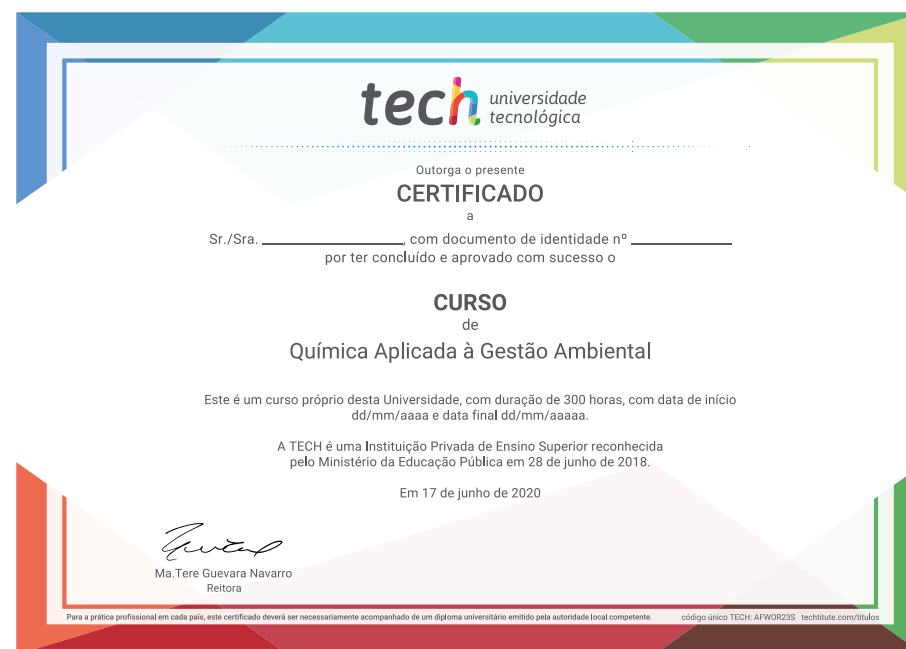 tech universidade
tecnológica
Outorga o presente
CERTIFICADO
a
Sr./Sra. ____________, com documento de identidade nº ____________
por ter concluído e aprovado com sucesso o
CURSO
de
Química Aplicada à Gestão Ambiental
Este é um curso próprio desta Universidade, com duração de 300 horas, com data de início
dd/mm/aaaa e data final dd/mm/aaaaa.
A TECH é uma Instituição Privada de Ensino Superior reconhecida
pelo Ministério da Educação Pública em 28 de junho de 2018.
Em 17 de junho de 2020
Ma.Tere Guevara Navarro
Reitora
Para a prática profissional em cada país, este certificado deverá ser necessariamente acompanhado de um diploma universitário emitido pela autoridade local competente. código único TECH: AFWOR23S techtitute.com/titulos